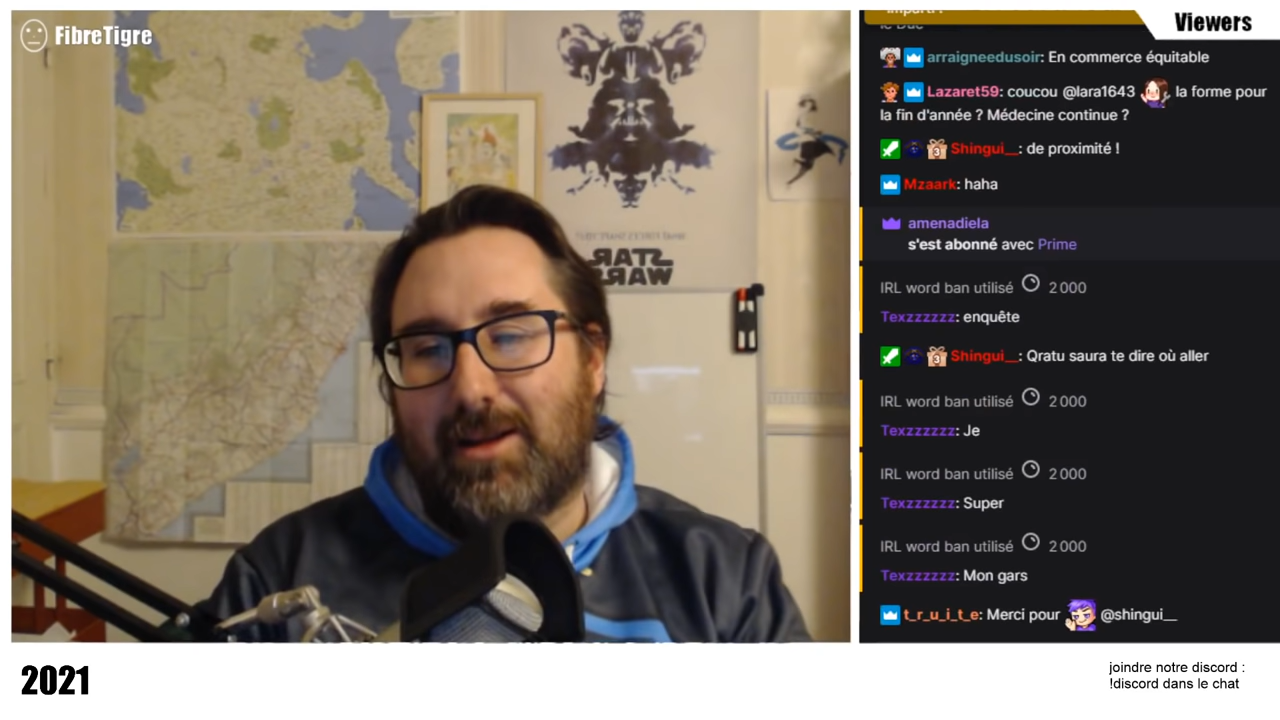 FibreTigre
STAR
WARS
2021
Viewers
le Duc
arraigneedusoir: En commerce équitable
Lazaret59: coucou @lara1643 la forme pour
la fin d'année ? Médecine continue ?
3 Shingui__: de proximité !
Mzaark: haha
amenadiela
s'est abonné avec Prime
IRL word ban utilisé 2 000
Texzzzzzz: enquête
3 Shingui__: Qratu saura te dire où aller
IRL word ban utilisé 2 000
Texzzzzzz: Je
IRL word ban utilisé 2 000
Texzzzzzz: Super
IRL word ban utilisé 2 000
Texzzzzzz: Mon gars
t_r_u_i_t_e: Merci pour @shingui__
joindre notre discord :
!discord dans le chat